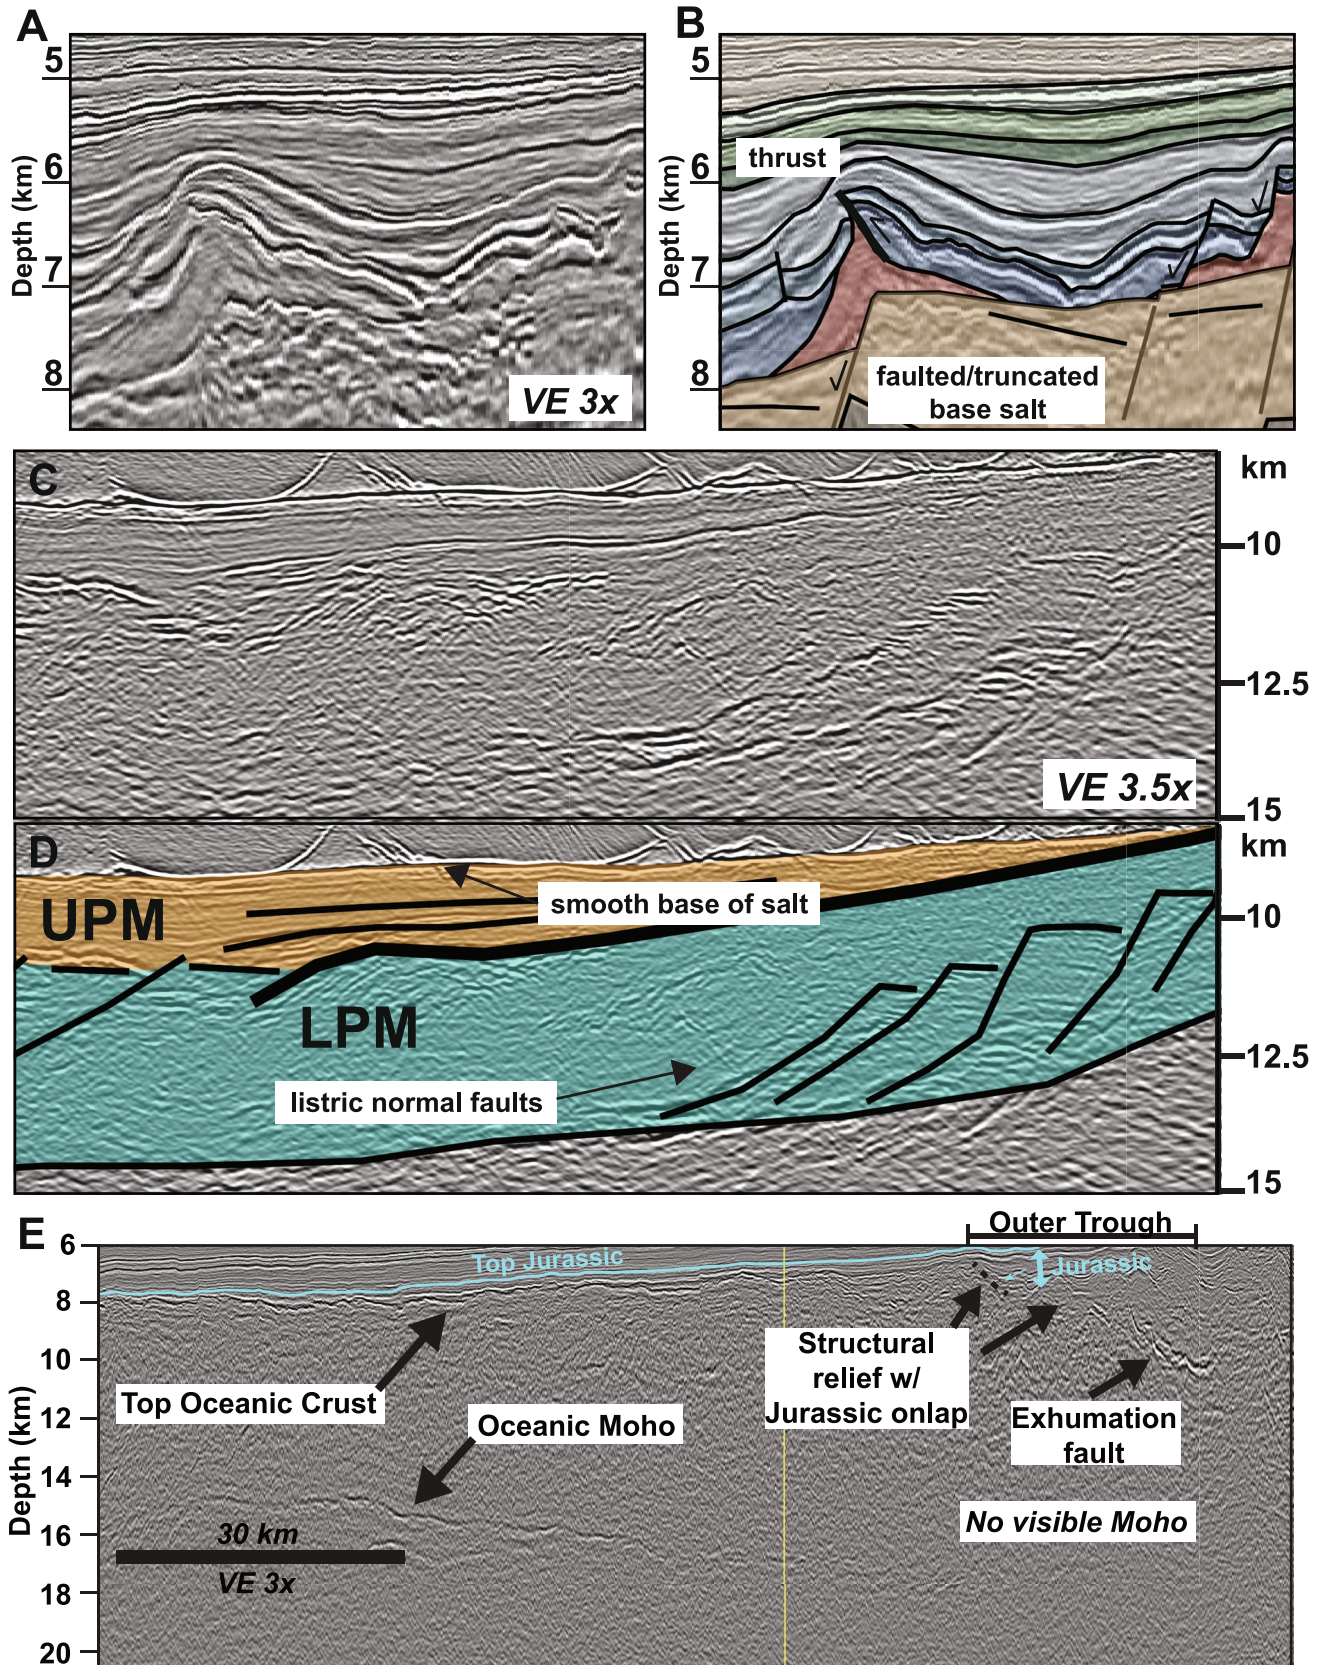 A
5
6
7
8
Depth (km)
VE 3x
B
5
6
7
8
Depth (km)
thrust
faulted/truncated
base salt
C
km
10
12.5
15
VE 3.5x
D
km
10
12.5
15
UPM
LPM
smooth base of salt
listric normal faults
E
Outer Trough
6
8
10
12
14
16
18
20
Depth (km)
Top Jurassic
Jurassic
Structural
relief w/
Jurassic onlap
Top Oceanic Crust
Oceanic Moho
Exhumation
fault
No visible Moho
30 km
VE 3x